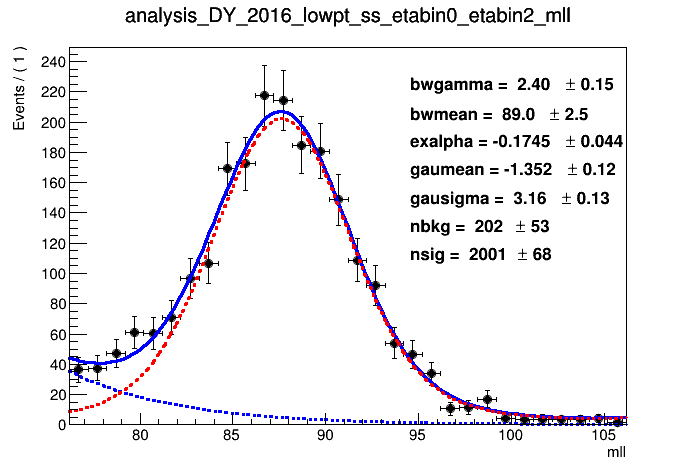 analysis_DY_2016_lowpt_ss_etabin0_etabin2_mll
Events / ( 1 )
240
220
200
180
160
140
120
100
80
60
40
20
0
bwgamma = 2.40 ± 0.15
bwmean = 89.0 ± 2.5
exalpha = -0.1745 ± 0.044
gaumean = -1.352 ± 0.12
gausigma = 3.16 ± 0.13
nbkg = 202 ± 53
nsig = 2001 ± 68
80 85 90 95 100 105
mll